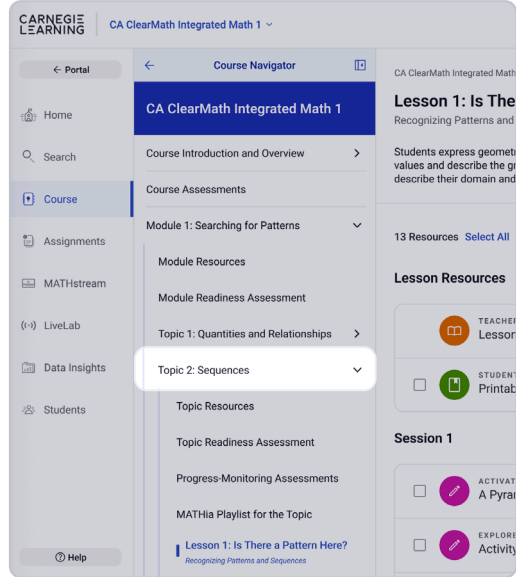 CARNEGIE
LEARNING
CA ClearMath Integrated Math 1
← Portal
Home
Search
Course
Assignments
MATHstream
LiveLab
Data Insights
Students
Help
Course Navigator
CA ClearMath Integrated Math 1
Course Introduction and Overview
Course Assessments
Module 1: Searching for Patterns
Module Resources
Module Readiness Assessment
Topic 1: Quantities and Relationships
Topic 2: Sequences
Topic Resources
Topic Readiness Assessment
Progress-Monitoring Assessments
MATHia Playlist for the Topic
Lesson 1: Is There a Pattern Here?
Recognizing Patterns and Sequences
CA ClearMath Integrated Math
Lesson 1: Is The
Recognizing Patterns and
Students express geomet
values and describe the g
describe their domain and
13 Resources Select All
Lesson Resources
TEACHER
Lesson
STUDENT
Printab
Session 1
ACTIVAT
A Pyra
EXPLORE
Activity